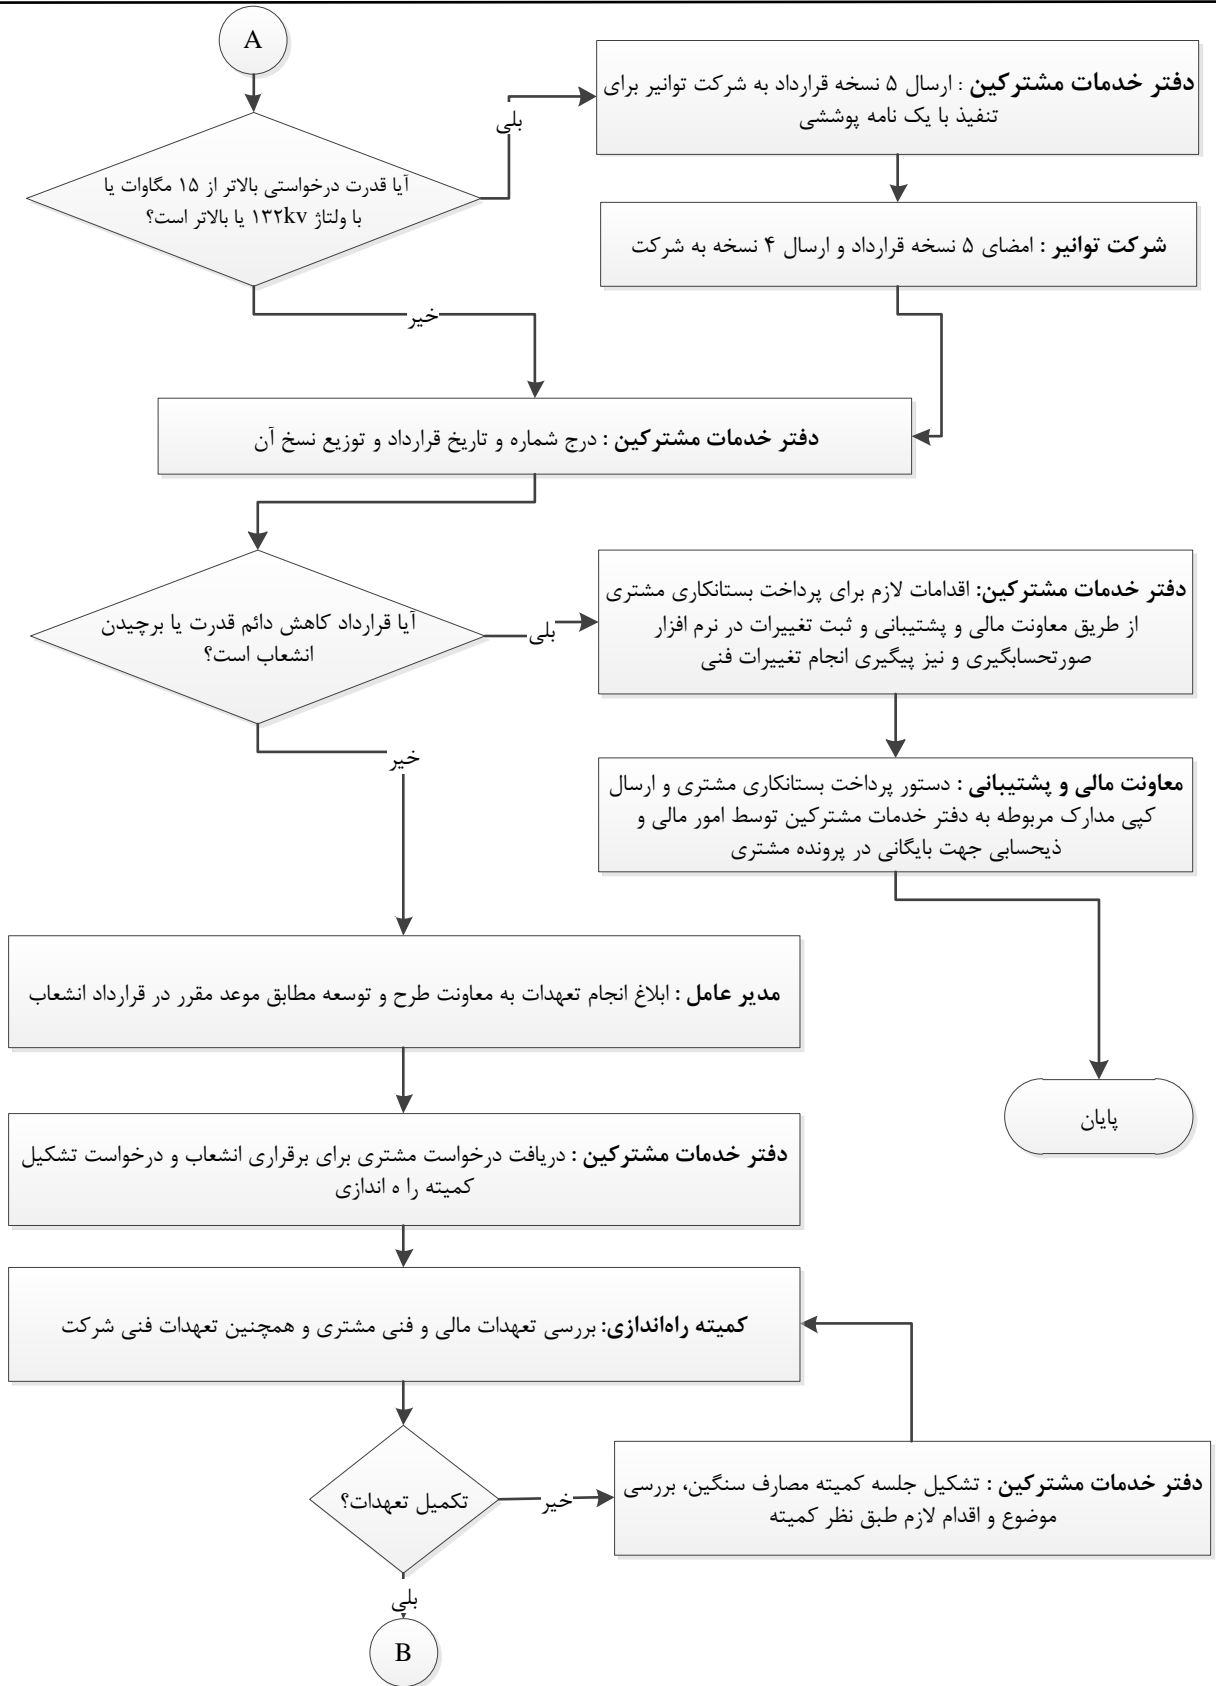 A
دفتر خدمات مشترکین : ارسال ۵ نسخه قرارداد به شرکت توانیر برای
تنفیذ با یک نامه پوششی
بلی
آیا قدرت درخواستی بالاتر از ۱۵ مگاوات یا
با ولتاژ ۱۳۲kv یا بالاتر است؟
شرکت توانیر : امضای ۵ نسخه قرارداد و ارسال ۴ نسخه به شرکت
خیر
دفتر خدمات مشترکین : درج شماره و تاریخ قرارداد و توزیع نسخ آن
آیا قرارداد کاهش دائم قدرت یا برچیدن
انشعاب است؟
بلی
دفتر خدمات مشترکین: اقدامات لازم برای پرداخت بستانکاری مشتری
از طریق معاونت مالی و پشتیبانی و ثبت تغییرات در نرم افزار
صورتحسابگیری و نیز پیگیری انجام تغییرات فنی
خیر
معاونت مالی و پشتیبانی : دستور پرداخت بستانکاری مشتری و ارسال
کپی مدارک مربوطه به دفتر خدمات مشترکین توسط امور مالی و
ذیحسابی جهت بایگانی در پرونده مشتری
مدیر عامل : ابلاغ انجام تعهدات به معاونت طرح و توسعه مطابق موعد مقرر در قرارداد انشعاب
پایان
دفتر خدمات مشترکین : دریافت درخواست مشتری برای برقراری انشعاب و درخواست تشکیل
کمیته را ه اندازی
کمیته راه‌اندازی: بررسی تعهدات مالی و فنی مشتری و همچنین تعهدات فنی شرکت
تکمیل تعهدات؟
خیر
دفتر خدمات مشترکین : تشکیل جلسه کمیته مصارف سنگین، بررسی
موضوع و اقدام لازم طبق نظر کمیته
بلی
B